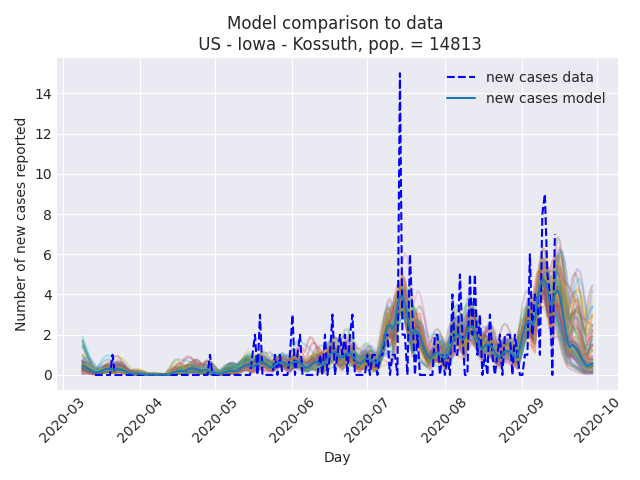 Model comparison to data
US - Iowa - Kossuth, pop. = 14813
new cases data
new cases model
Number of new cases reported
14
12
10
8
6
4
2
0
2020-03
2020-04
2020-05
2020-06
2020-07
2020-08
2020-09
2020-10
Day